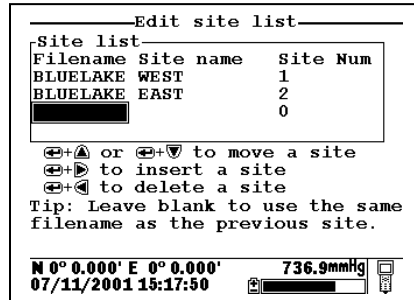 Edit site list
Site list
Filename Site name Site Num
BLUELAKE WEST 1
BLUELAKE EAST 2
0
+ or + to move a site
+ to insert a site
+ to delete a site
Tip: Leave blank to use the same
filename as the previous site.
N 0° 0.000' E 0° 0.000' 736.9mmHg
07/11/2001 15:17:50